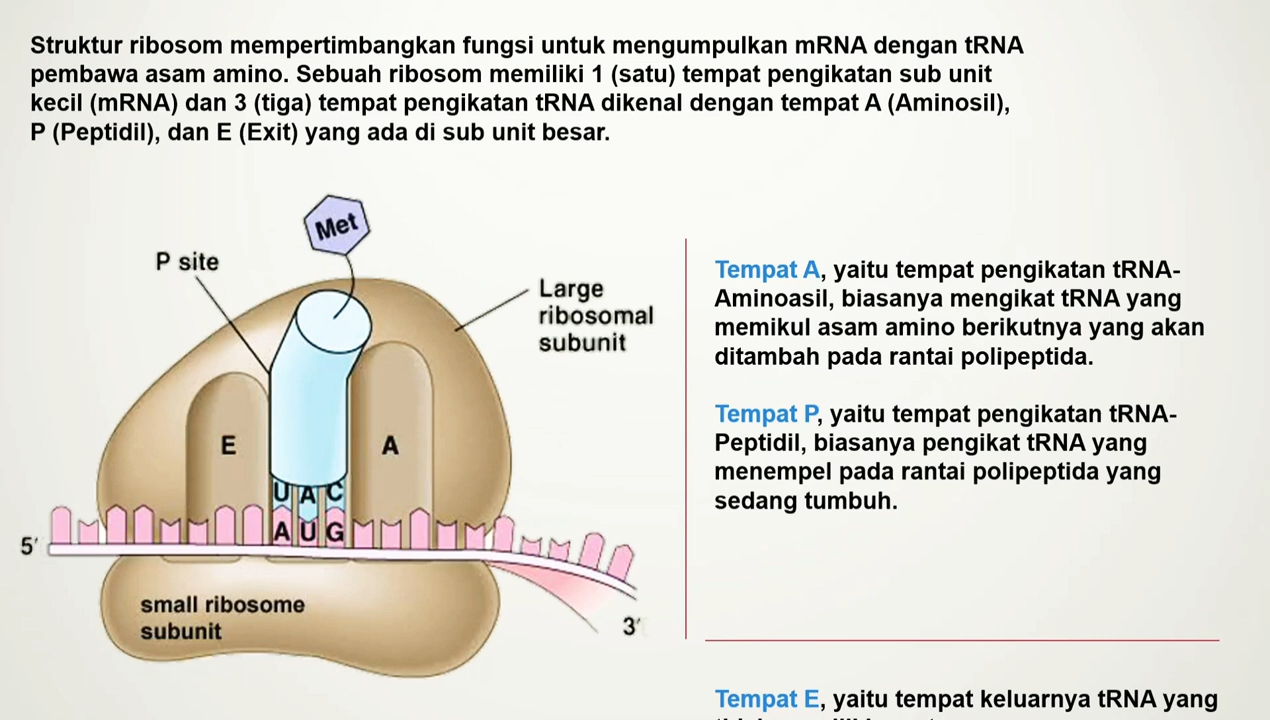 Struktur ribosom mempertimbangkan fungsi untuk mengumpulkan mRNA dengan tRNA
pembawa asam amino. Sebuah ribosom memiliki 1 (satu) tempat pengikatan sub unit
kecil (mRNA) dan 3 (tiga) tempat pengikatan tRNA dikenal dengan tempat A (Aminosil),
P (Peptidil), dan E (Exit) yang ada di sub unit besar.
Met
P site
Large
ribosomal
subunit
E
A
U A C
A U G
5′
small ribosome
subunit
3′
Tempat A, yaitu tempat pengikatan tRNA-
Aminoasil, biasanya mengikat tRNA yang
memikul asam amino berikutnya yang akan
ditambah pada rantai polipeptida.
Tempat P, yaitu tempat pengikatan tRNA-
Peptidil, biasanya pengikat tRNA yang
menempel pada rantai polipeptida yang
sedang tumbuh.
Tempat E, yaitu tempat keluarnya tRNA yang